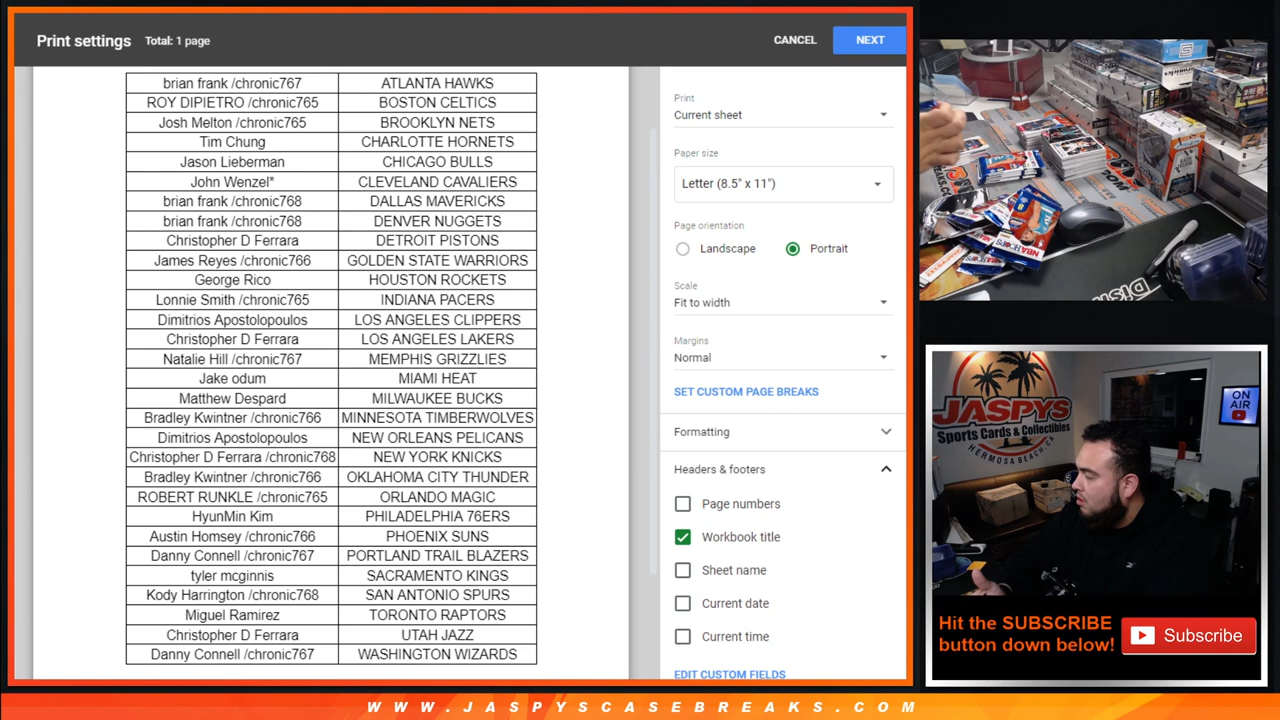 Print settings Total: 1 page CANCEL NEXT
brian frank /chronic767 ATLANTA HAWKS
ROY DIPIETRO /chronic765 BOSTON CELTICS
Josh Melton /chronic765 BROOKLYN NETS
Tim Chung CHARLOTTE HORNETS
Jason Lieberman CHICAGO BULLS
John Wenzel* CLEVELAND CAVALIERS
brian frank /chronic768 DALLAS MAVERICKS
brian frank /chronic768 DENVER NUGGETS
Christopher D Ferrara DETROIT PISTONS
James Reyes /chronic766 GOLDEN STATE WARRIORS
George Rico HOUSTON ROCKETS
Lonnie Smith /chronic765 INDIANA PACERS
Dimitrios Apostolopoulos LOS ANGELES CLIPPERS
Christopher D Ferrara LOS ANGELES LAKERS
Natalie Hill /chronic767 MEMPHIS GRIZZLIES
Jake odum MIAMI HEAT
Matthew Despard MILWAUKEE BUCKS
Bradley Kwintner /chronic766 MINNESOTA TIMBERWOLVES
Dimitrios Apostolopoulos NEW ORLEANS PELICANS
Christopher D Ferrara /chronic768 NEW YORK KNICKS
Bradley Kwintner /chronic766 OKLAHOMA CITY THUNDER
ROBERT RUNKLE /chronic765 ORLANDO MAGIC
HyunMin Kim PHILADELPHIA 76ERS
Austin Homsey /chronic766 PHOENIX SUNS
Danny Connell /chronic767 PORTLAND TRAIL BLAZERS
tyler mcginnis SACRAMENTO KINGS
Kody Harrington /chronic768 SAN ANTONIO SPURS
Miguel Ramirez TORONTO RAPTORS
Christopher D Ferrara UTAH JAZZ
Danny Connell /chronic767 WASHINGTON WIZARDS
Print
Current sheet
Paper size
Letter (8.5" x 11")
Page orientation
Landscape Portrait
Scale
Fit to width
Margins
Normal
SET CUSTOM PAGE BREAKS
Formatting
Headers & footers
Page numbers
Workbook title
Sheet name
Current date
Current time
EDIT CUSTOM FIELDS
JASPYS
Sports Cards & Collectibles
HERMOSA BEACH, CA
ON
AIR
Hit the SUBSCRIBE
button down below!
Subscribe
WWW.JASPYSCASEBREAKS.COM